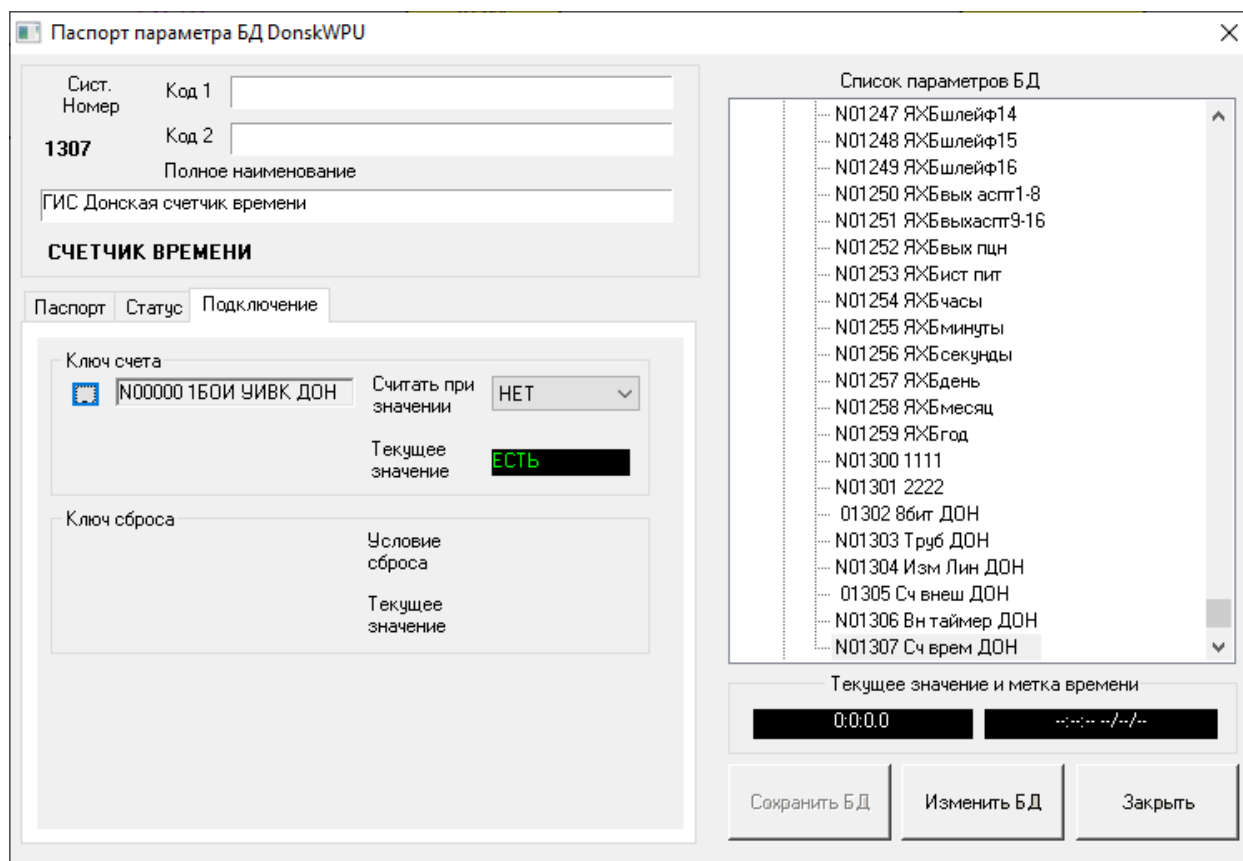 Паспорт параметра БД DonskWPU
Сист.
Номер
1307
Код 1
Код 2
Полное наименование
ГИС Донская счетчик времени
СЧЕТЧИК ВРЕМЕНИ
Паспорт Статус Подключение
Ключ счета
N00000 1БОИ УИВК ДОН
Считать при
значении
НЕТ
Текущее
значение
ЕСТЬ
Ключ сброса
Условие
сброса
Текущее
значение
Список параметров БД
N01247 ЯХБшлейф14
N01248 ЯХБшлейф15
N01249 ЯХБшлейф16
N01250 ЯХБвых аспт1-8
N01251 ЯХБвыхаспт9-16
N01252 ЯХБвых пцн
N01253 ЯХБист пит
N01254 ЯХБчасы
N01255 ЯХБминуты
N01256 ЯХБсекунды
N01257 ЯХБдень
N01258 ЯХБмесяц
N01259 ЯХБгод
N01300 1111
N01301 2222
01302 8бит ДОН
N01303 Труб ДОН
N01304 Изм Лин ДОН
01305 Сч внеш ДОН
N01306 Вн таймер ДОН
N01307 Сч врем ДОН
Текущее значение и метка времени
0:0:0.0
--:--:-- --/--/--
Сохранить БД
Изменить БД
Закрыть